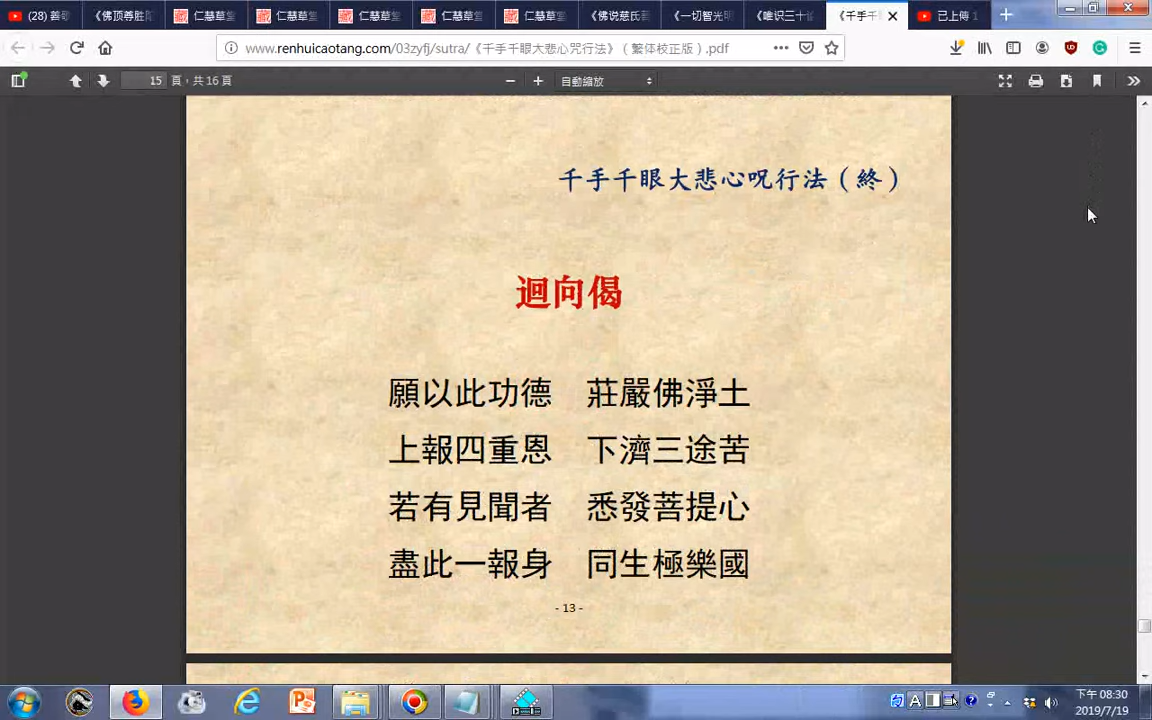 (28) 善
《佛顶尊胜陀
仁慧草堂
仁慧草堂
仁慧草堂
仁慧草堂
仁慧草堂
《佛说慈氏菩
《一切智光明
《唯识三十论
《千手千
已上傳
www.renhuicaotang.com/03zyfj/sutra/《千手千眼大悲心咒行法》（繁体校正版）.pdf
15 頁，共 16 頁
自動縮放
千手千眼大悲心呪行法（終）
迴向偈
願以此功德　莊嚴佛淨土
上報四重恩　下濟三途苦
若有見聞者　悉發菩提心
盡此一報身　同生極樂國
- 13 -
下午 08:30
2019/7/19